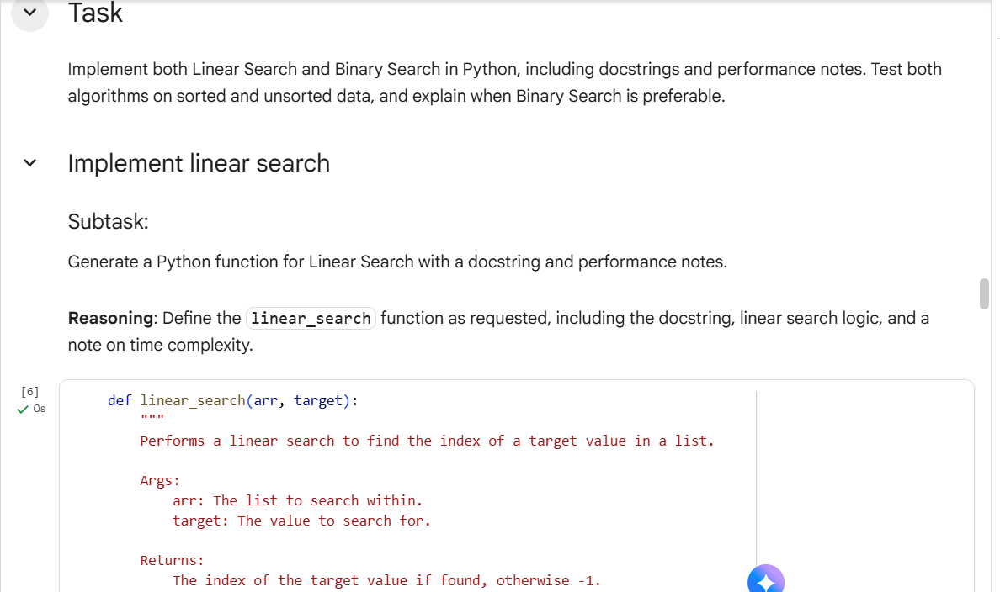 Task
Implement both Linear Search and Binary Search in Python, including docstrings and performance notes. Test both
algorithms on sorted and unsorted data, and explain when Binary Search is preferable.
Implement linear search
Subtask:
Generate a Python function for Linear Search with a docstring and performance notes.
Reasoning: Define the linear_search function as requested, including the docstring, linear search logic, and a
note on time complexity.
[6]
0s
def linear_search(arr, target):
"""
Performs a linear search to find the index of a target value in a list.
Args:
arr: The list to search within.
target: The value to search for.
Returns:
The index of the target value if found, otherwise -1.